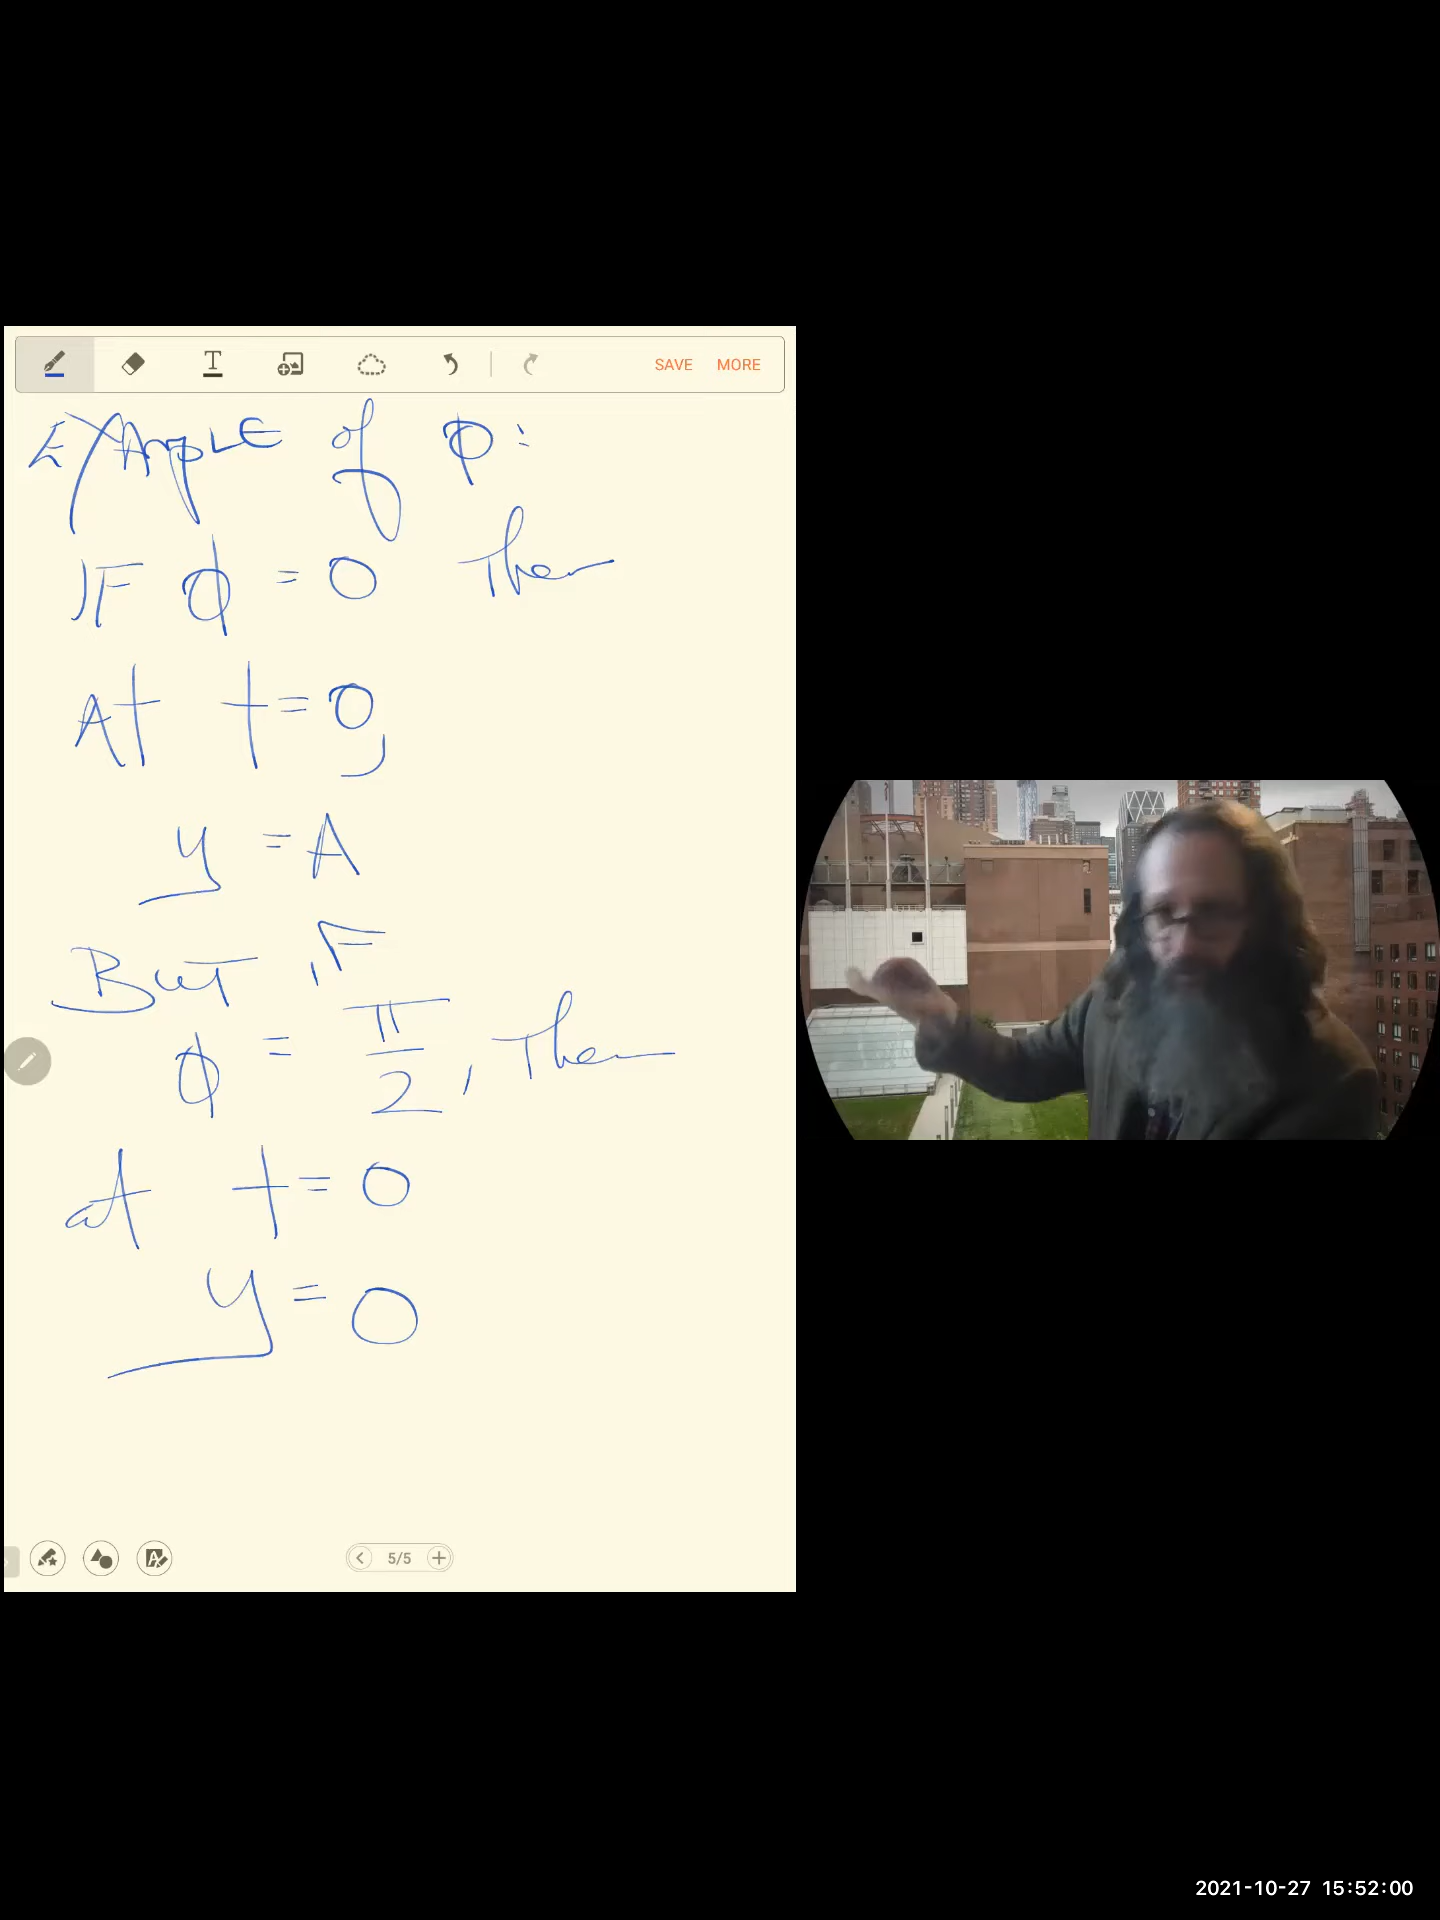 T
SAVE MORE
EXAMPLE of φ:
IF φ = 0 Then
At t = 0,
y = A
But IF
φ = π/2, Then
at t = 0
y = 0
A
5/5
2021-10-27 15:52:00